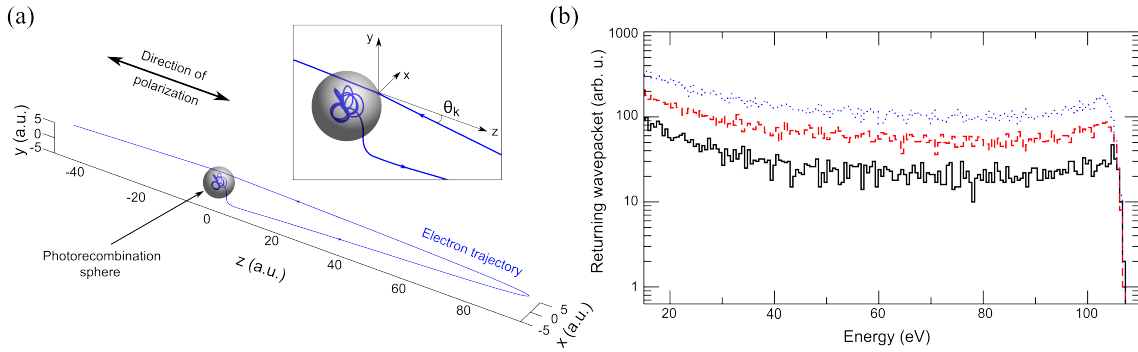 (a)
Direction of
polarization
y (a.u.)
5
0
-5
-40
-20
0
20
40
60
80
z (a.u.)
5
0
-5
x (a.u.)
Photorecombination
sphere
Electron trajectory
y
x
z
θk
(b)
Returning wavepacket (arb. u.)
1000
100
10
1
20
40
60
80
100
Energy (eV)